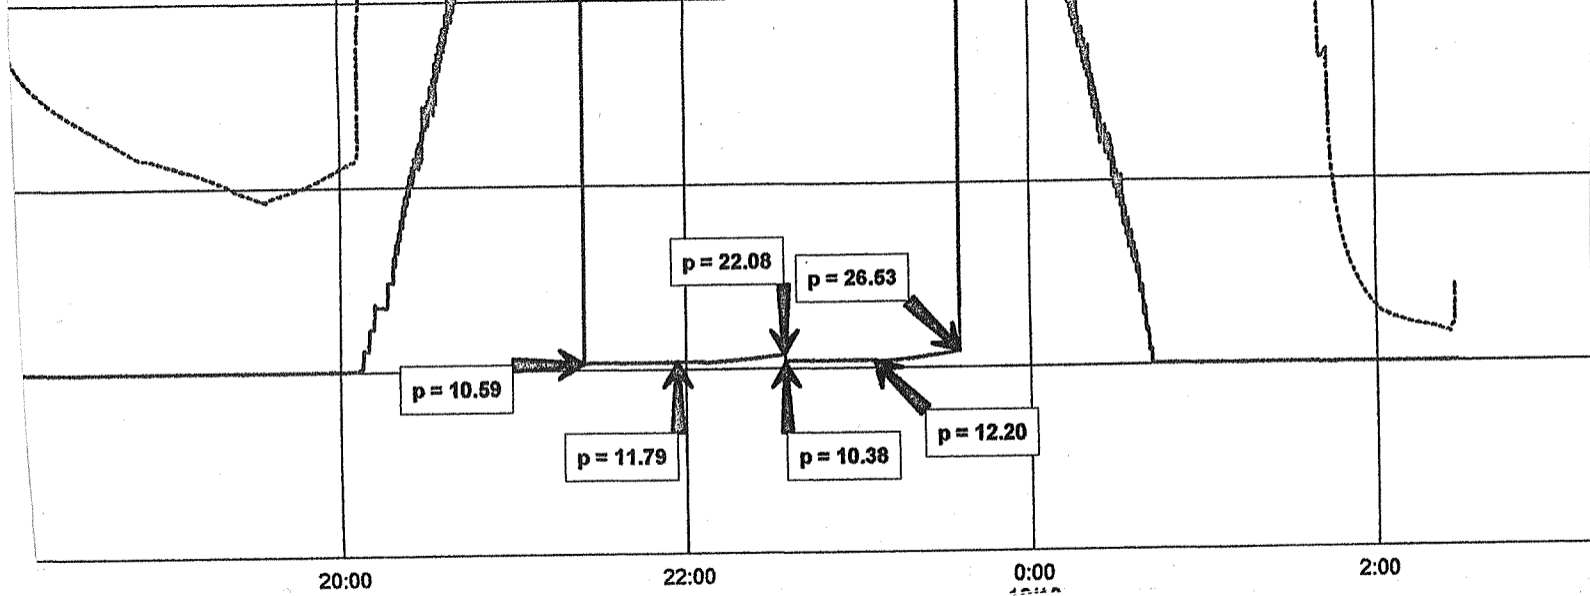 p = 22.08
p = 26.53
p = 10.59
p = 11.79
p = 10.38
p = 12.20
20:00
22:00
0:00
2:00